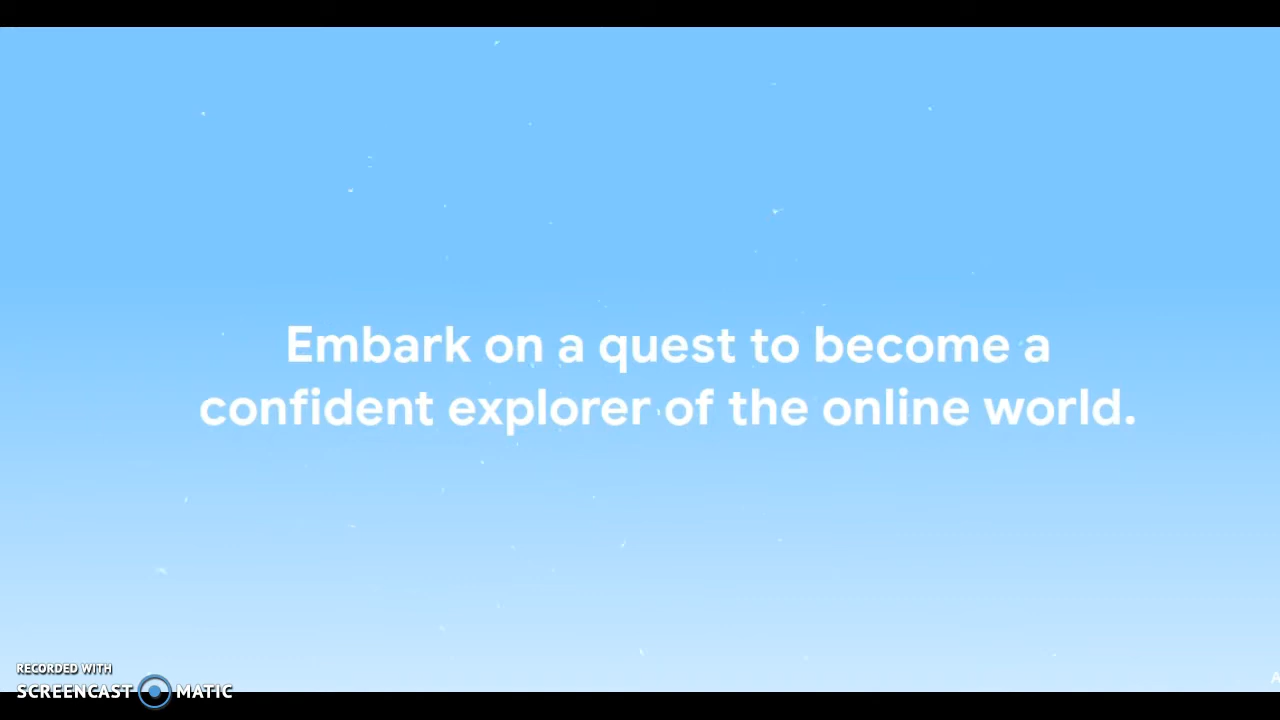 Embark on a quest to become a
confident explorer of the online world.
RECORDED WITH
SCREENCAST MATIC
A